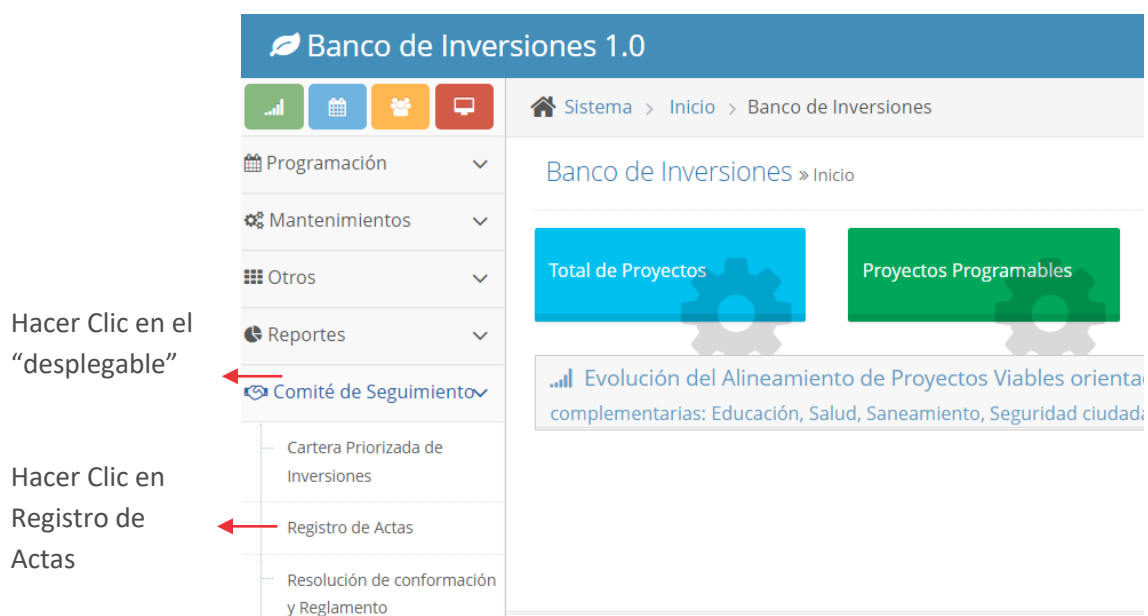 Banco de Inversiones 1.0
Sistema > Inicio > Banco de Inversiones
Programación
Mantenimientos
Otros
Reportes
Comité de Seguimiento
Cartera Priorizada de
Inversiones
Registro de Actas
Resolución de conformación
y Reglamento
Banco de Inversiones » Inicio
Total de Proyectos
Proyectos Programables
Evolución del Alineamiento de Proyectos Viables
complementarias: Educación, Salud, Saneamiento, Seguridad
Hacer Clic en el
“desplegable”
Hacer Clic en
Registro de
Actas